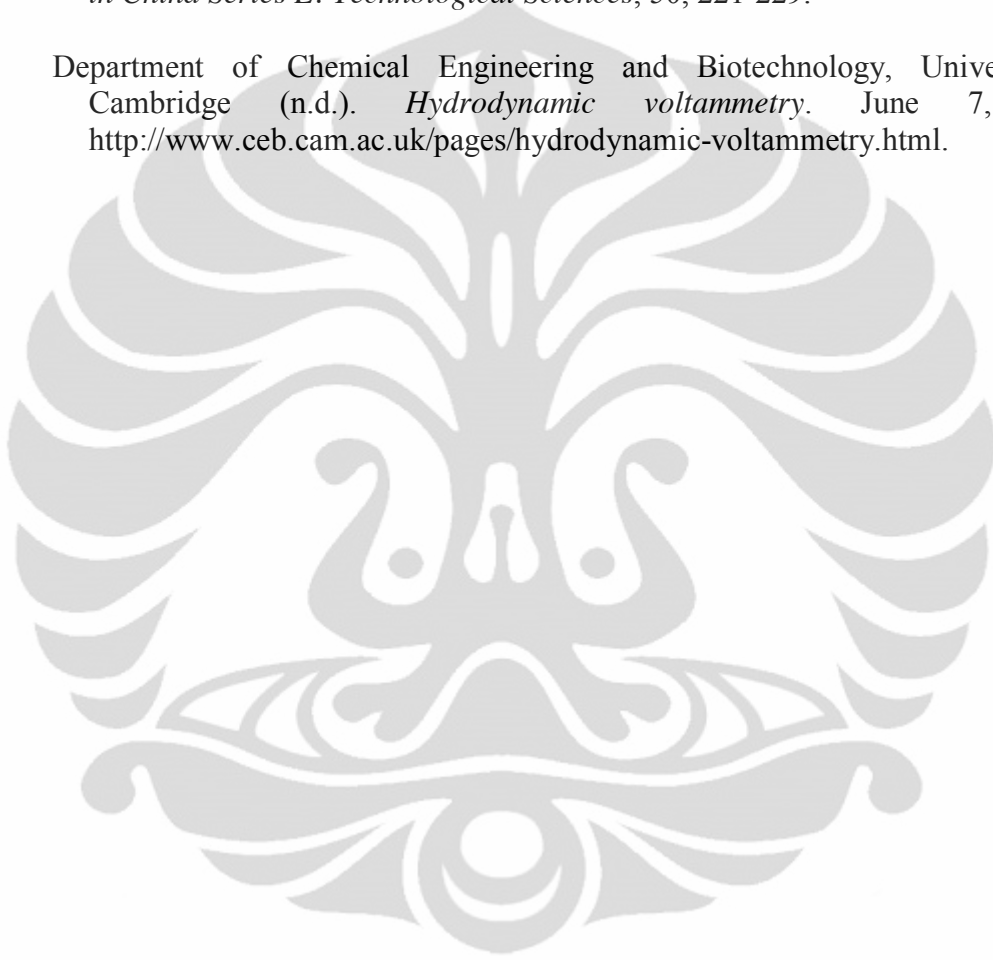 in China Series E: Technological Sciences, 50, 221-229.
Department of Chemical Engineering and Biotechnology,
Cambridge (n.d.). Hydrodynamic voltammetry. June 7,
http://www.ceb.cam.ac.uk/pages/hydrodynamic-voltammetry.html.